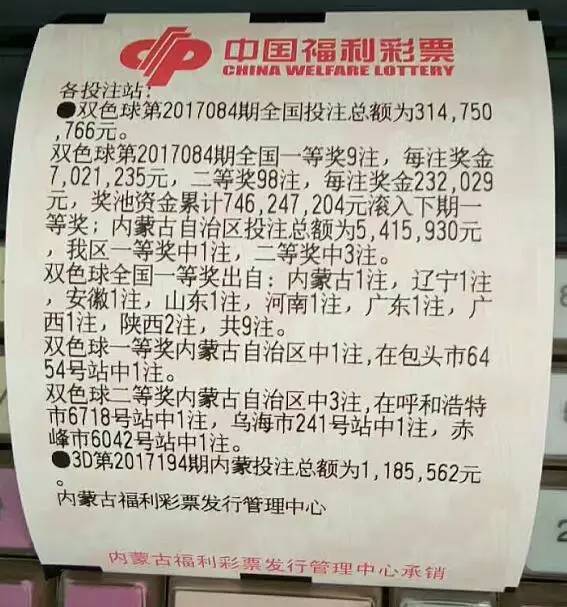 中国福利彩票
CHINA WELFARE LOTTERY
各投注站：
●双色球第2017084期全国投注总额为314,750
,766元。
双色球第2017084期全国一等奖9注，每注奖金
7,021,235元，二等奖98注，每注奖金232,029
元，奖池资金累计746,247,204元滚入下期一
等奖；内蒙古自治区投注总额为5,415,930元
，我区一等奖中1注，二等奖中3注。
双色球全国一等奖出自：内蒙古1注，辽宁1注
，安徽1注，山东1注，河南1注，广东1注，广
西1注，陕西2注，共9注。
双色球一等奖内蒙古自治区中1注,在包头市64
54号站中1注。
双色球二等奖内蒙古自治区中3注,在呼和浩特
市6718号站中1注，乌海市241号站中1注，赤
峰市6042号站中1注。
●3D第2017194期内蒙投注总额为1,185,562元
。
内蒙古福利彩票发行管理中心
内蒙古福利彩票发行管理中心承销